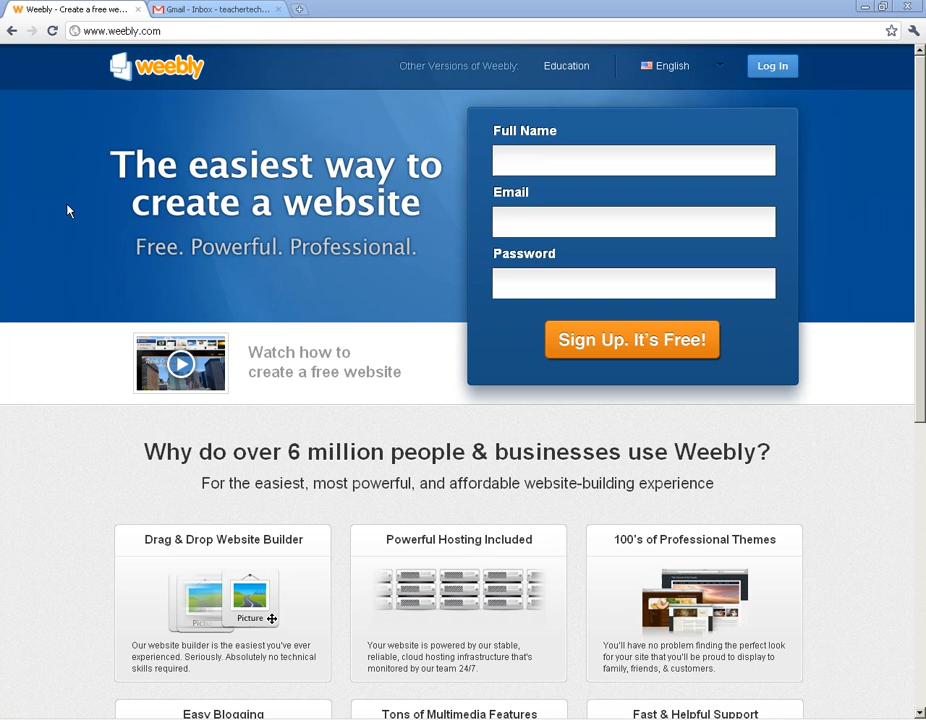 Weebly - Create a free we...
Gmail - Inbox - teachertech...
www.weebly.com
weebly
Other Versions of Weebly:
Education
English
Log In
The easiest way to
create a website
Free. Powerful. Professional.
Full Name
Email
Password
Sign Up. It's Free!
Watch how to
create a free website
Why do over 6 million people & businesses use Weebly?
For the easiest, most powerful, and affordable website-building experience
Drag & Drop Website Builder
Picture
Our website builder is the easiest you've ever
experienced. Seriously. Absolutely no technical
skills required.
Powerful Hosting Included
Your website is powered by our stable,
reliable, cloud hosting infrastructure that's
monitored by our team 24/7.
100's of Professional Themes
You'll have no problem finding the perfect look
for your site that you'll be proud to display to
family, friends, & customers.
Easy Blogging
Tons of Multimedia Features
Fast & Helpful Support